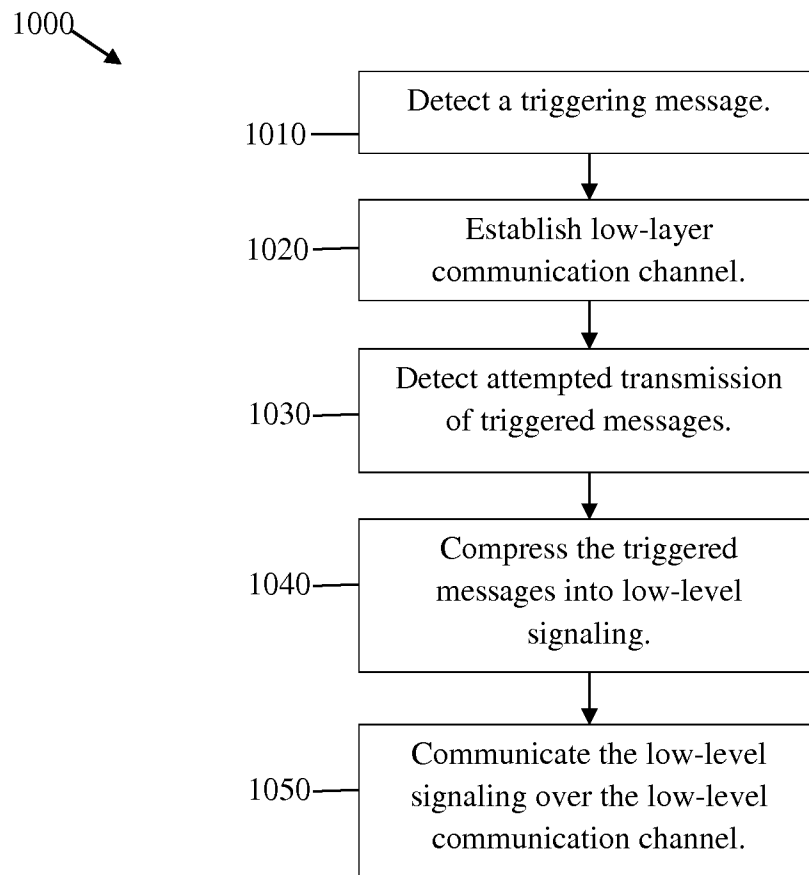 1000
Detect a triggering message.
1010
Establish low-layer
1020
communication channel.
Detect attempted transmission
1030
of triggered messages.
Compress the triggered
1040
messages into low-level
signaling.
Communicate the low-level
1050
signaling over the low-level
communication channel.